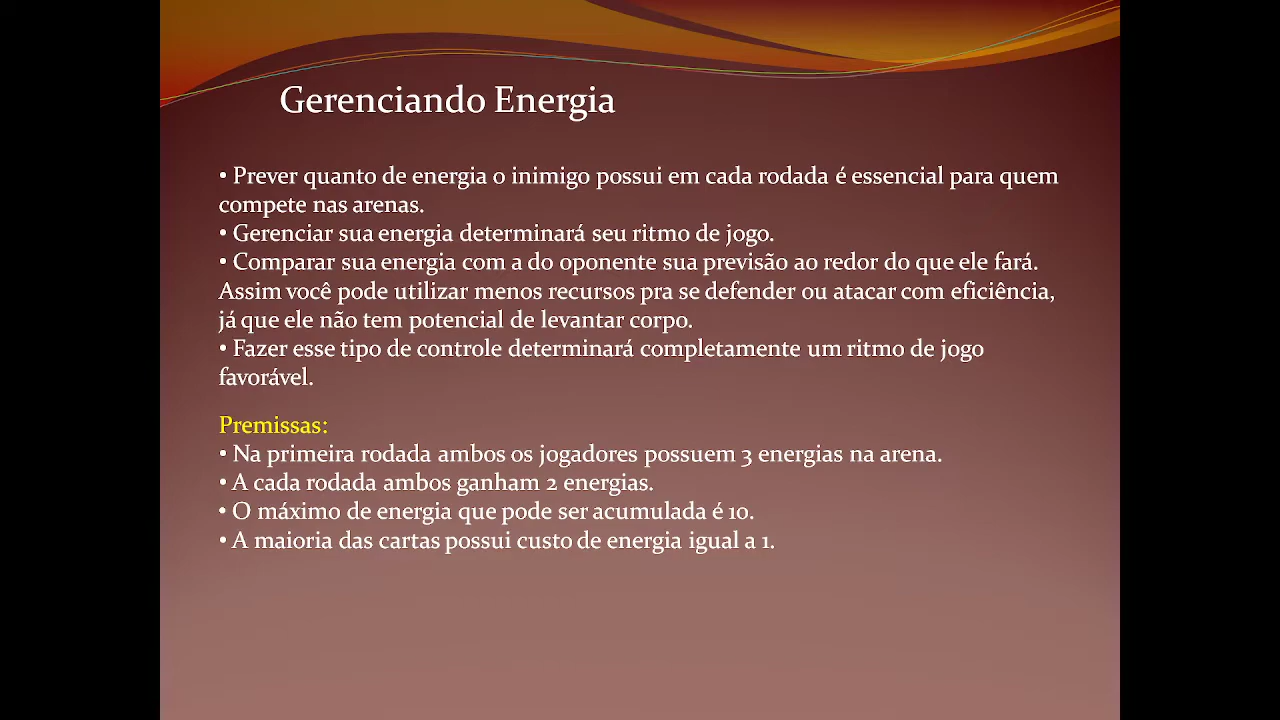 Gerenciando Energia
• Prever quanto de energia o inimigo possui em cada rodada é essencial para quem
compete nas arenas.
• Gerenciar sua energia determinará seu ritmo de jogo.
• Comparar sua energia com a do oponente sua previsão ao redor do que ele fará.
Assim você pode utilizar menos recursos pra se defender ou atacar com eficiência,
já que ele não tem potencial de levantar corpo.
• Fazer esse tipo de controle determinará completamente um ritmo de jogo
favorável.
Premissas:
• Na primeira rodada ambos os jogadores possuem 3 energias na arena.
• A cada rodada ambos ganham 2 energias.
• O máximo de energia que pode ser acumulada é 10.
• A maioria das cartas possui custo de energia igual a 1.